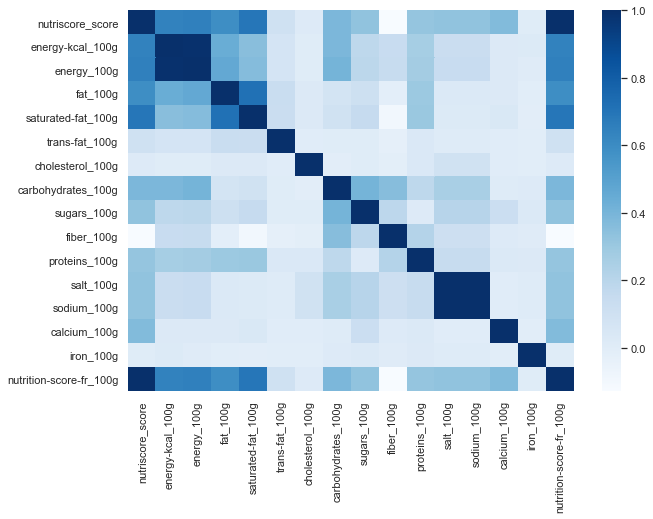 nutriscore_score
energy-kcal_100g
energy_100g
fat_100g
saturated-fat_100g
trans-fat_100g
cholesterol_100g
carbohydrates_100g
sugars_100g
fiber_100g
proteins_100g
salt_100g
sodium_100g
calcium_100g
iron_100g
nutrition-score-fr_100g
nutriscore_score
energy-kcal_100g
energy_100g
fat_100g
saturated-fat_100g
trans-fat_100g
cholesterol_100g
carbohydrates_100g
sugars_100g
fiber_100g
proteins_100g
salt_100g
sodium_100g
calcium_100g
iron_100g
nutrition-score-fr_100g
1.0
0.8
0.6
0.4
0.2
0.0